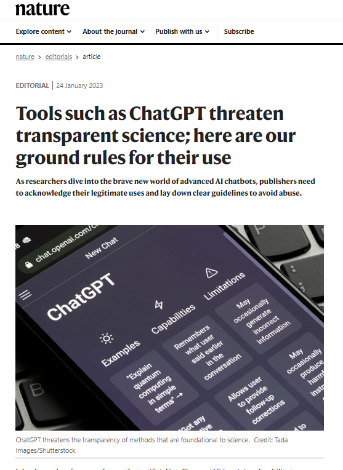 nature
Explore content
About the journal
Publish with us
Subscribe
nature > editorials > article
EDITORIAL
24 January 2023
Tools such as ChatGPT threaten
transparent science; here are our
ground rules for their use
As researchers dive into the brave new world of advanced AI chatbots, publishers need
to acknowledge their legitimate uses and lay down clear guidelines to avoid abuse.
chat.openai.com/c
New Chat
ChatGPT
Examples
Capabilities
Limitations
"Explain
quantum
computing
in simple
terms" →
Remembers
what user
said earlier
in the
conversation
May
occasionally
generate
incorrect
information
"Got any
Allows user
to provide
follow-up
corrections
May
occasionally
produce
instr
B
ChatGPT threatens the transparency of methods that are foundational to science. Credit: Tada
Images/Shutterstock